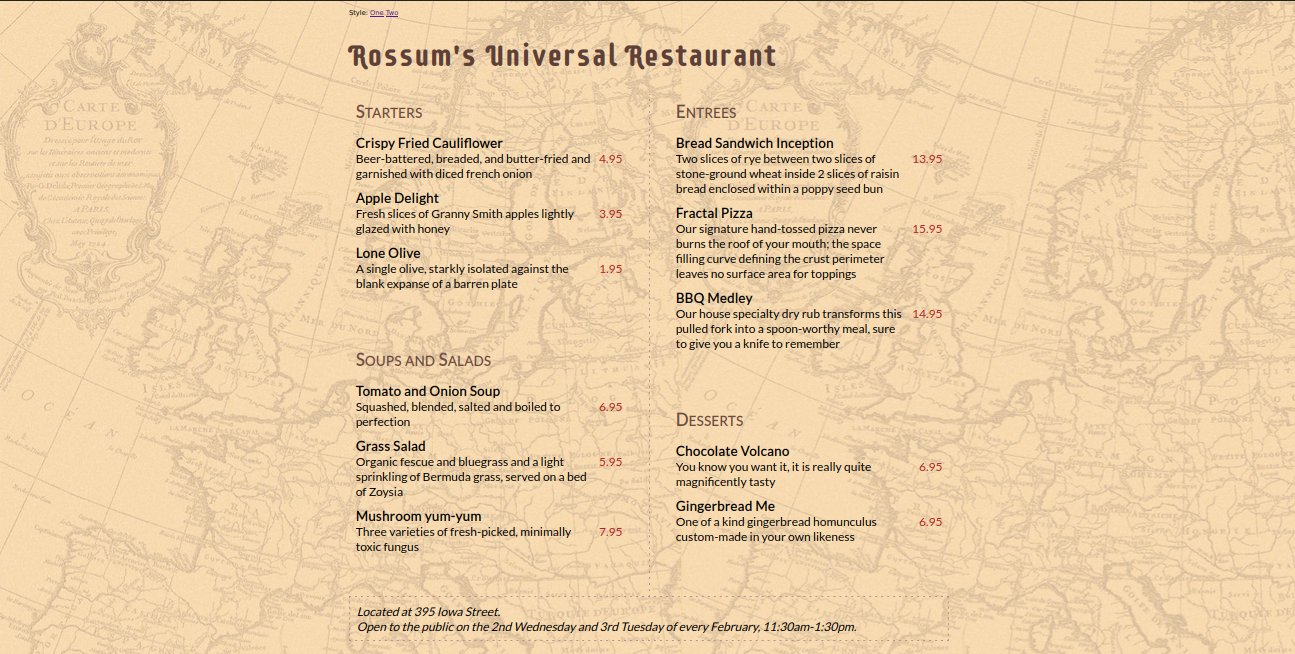 Style: One Two
Rossum's Universal Restaurant
Starters
Crispy Fried Cauliflower
Beer-battered, breaded, and butter-fried and 4.95
garnished with diced french onion
Apple Delight
Fresh slices of Granny Smith apples lightly 3.95
glazed with honey
Lone Olive
A single olive, starkly isolated against the 1.95
blank expanse of a barren plate
Soups and Salads
Tomato and Onion Soup
Squashed, blended, salted and boiled to 6.95
perfection
Grass Salad
Organic fescue and bluegrass and a light 5.95
sprinkling of Bermuda grass, served on a bed
of Zoysia
Mushroom yum-yum
Three varieties of fresh-picked, minimally 7.95
toxic fungus
Entrees
Bread Sandwich Inception
Two slices of rye between two slices of 13.95
stone-ground wheat inside 2 slices of raisin
bread enclosed within a poppy seed bun
Fractal Pizza
Our signature hand-tossed pizza never 15.95
burns the roof of your mouth; the space
filling curve defining the crust perimeter
leaves no surface area for toppings
BBQ Medley
Our house specialty dry rub transforms this 14.95
pulled fork into a spoon-worthy meal, sure
to give you a knife to remember
Desserts
Chocolate Volcano
You know you want it, it is really quite 6.95
magnificently tasty
Gingerbread Me
One of a kind gingerbread homunculus 6.95
custom-made in your own likeness
Located at 395 Iowa Street.
Open to the public on the 2nd Wednesday and 3rd Tuesday of every February, 11:30am-1:30pm.
CARTE
D'EUROPE
A PARIS,
MER DU NORD